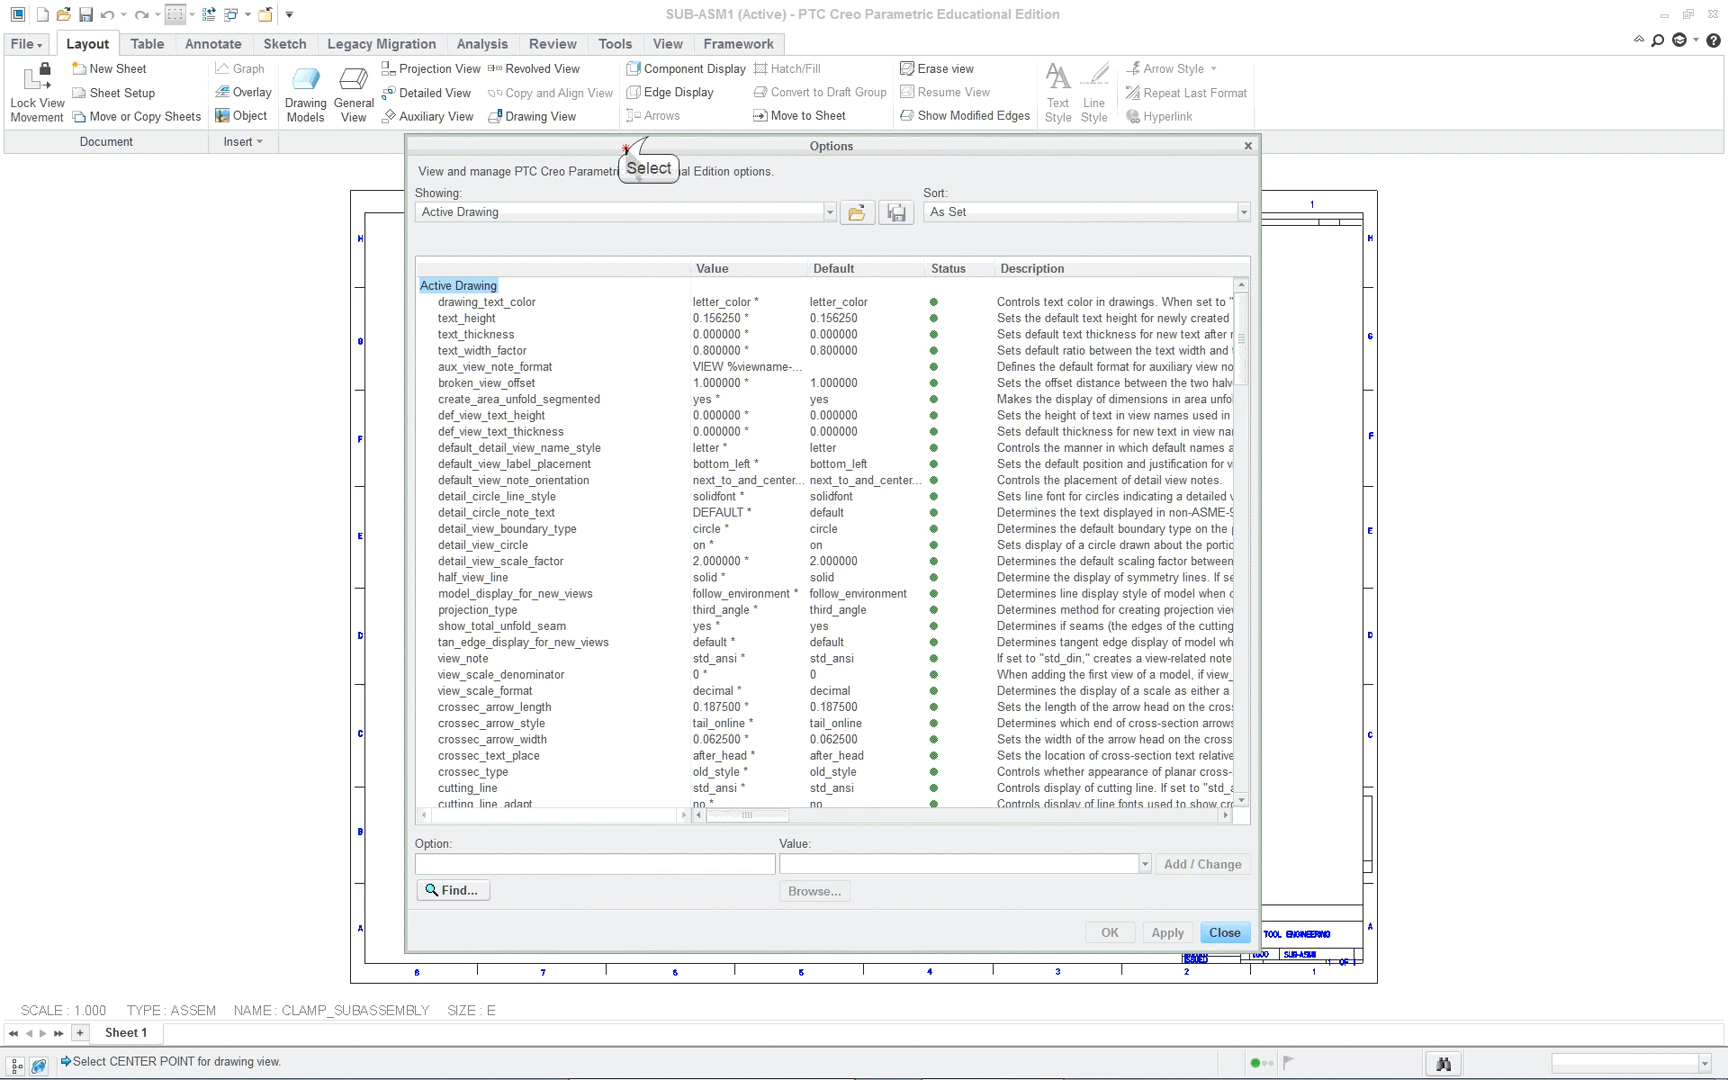 SUB-ASM1 (Active) - PTC Creo Parametric Educational Edition
File Layout Table Annotate Sketch Legacy Migration Analysis Review Tools View Framework
Lock View Movement
New Sheet
Sheet Setup
Move or Copy Sheets
Document
Graph
Overlay
Object
Insert
Drawing Models
General View
Projection View
Detailed View
Auxiliary View
Revolved View
Copy and Align View
Drawing View
Component Display
Edge Display
Arrows
Hatch/Fill
Convert to Draft Group
Move to Sheet
Erase view
Resume View
Show Modified Edges
Text Style
Line Style
Arrow Style
Repeat Last Format
Hyperlink
Options
Select
View and manage PTC Creo Parametri al Edition options.
Showing: Sort:
Active Drawing As Set
Value Default Status Description
Active Drawing
drawing_text_color letter_color * letter_color Controls text color in drawings. When set to "
text_height 0.156250 * 0.156250 Sets the default text height for newly created
text_thickness 0.000000 * 0.000000 Sets default text thickness for new text after
text_width_factor 0.800000 * 0.800000 Sets default ratio between the text width and
aux_view_note_format VIEW %viewname-... Defines the default format for auxiliary view no
broken_view_offset 1.000000 * 1.000000 Sets the offset distance between the two halv
create_area_unfold_segmented yes * yes Makes the display of dimensions in area unfo
def_view_text_height 0.000000 * 0.000000 Sets the height of text in view names used in
def_view_text_thickness 0.000000 * 0.000000 Sets default thickness for new text in view nai
default_detail_view_name_style letter * letter Controls the manner in which default names a
default_view_label_placement bottom_left * bottom_left Sets the default position and justification for v
default_view_note_orientation next_to_and_center... next_to_and_center... Controls the placement of detail view notes.
detail_circle_line_style solidfont * solidfont Sets line font for circles indicating a detailed v
detail_circle_note_text DEFAULT * default Determines the text displayed in non-ASME-9
detail_view_boundary_type circle * circle Determines the default boundary type on the
detail_view_circle on * on Sets display of a circle drawn about the portio
detail_view_scale_factor 2.000000 * 2.000000 Determines the default scaling factor between
half_view_line solid * solid Determine the display of symmetry lines. If se
model_display_for_new_views follow_environment * follow_environment Determines line display style of model when c
projection_type third_angle * third_angle Determines method for creating projection vie
show_total_unfold_seam yes * yes Determines if seams (the edges of the cutting
tan_edge_display_for_new_views default * default Determines tangent edge display of model wh
view_note std_ansi * std_ansi If set to "std_din," creates a view-related note
view_scale_denominator 0 * 0 When adding the first view of a model, if view_
view_scale_format decimal * decimal Determines the display of a scale as either a
crossec_arrow_length 0.187500 * 0.187500 Sets the length of the arrow head on the cros
crossec_arrow_style tail_online * tail_online Determines which end of cross-section arrows
crossec_arrow_width 0.062500 * 0.062500 Sets the width of the arrow head on the cross
crossec_text_place after_head * after_head Sets the location of cross-section text relative
crossec_type old_style * old_style Controls whether appearance of planar cross-
cutting_line std_ansi * std_ansi Controls display of cutting line. If set to "std_a
cutting_line_adapt no * no Controls display of line fonts used to show cr
Option: Value:
Add / Change
Find... Browse...
OK Apply Close
1
H H
G
F F
E E
D D
C C
B
A A
TOOL ENGINEERING
ISSUED SUB-ASM1 1 OF 1
8 7 6 5 4 3 2 1
SCALE : 1.000 TYPE : ASSEM NAME : CLAMP_SUBASSEMBLY SIZE : E
Sheet 1
Select CENTER POINT for drawing view.